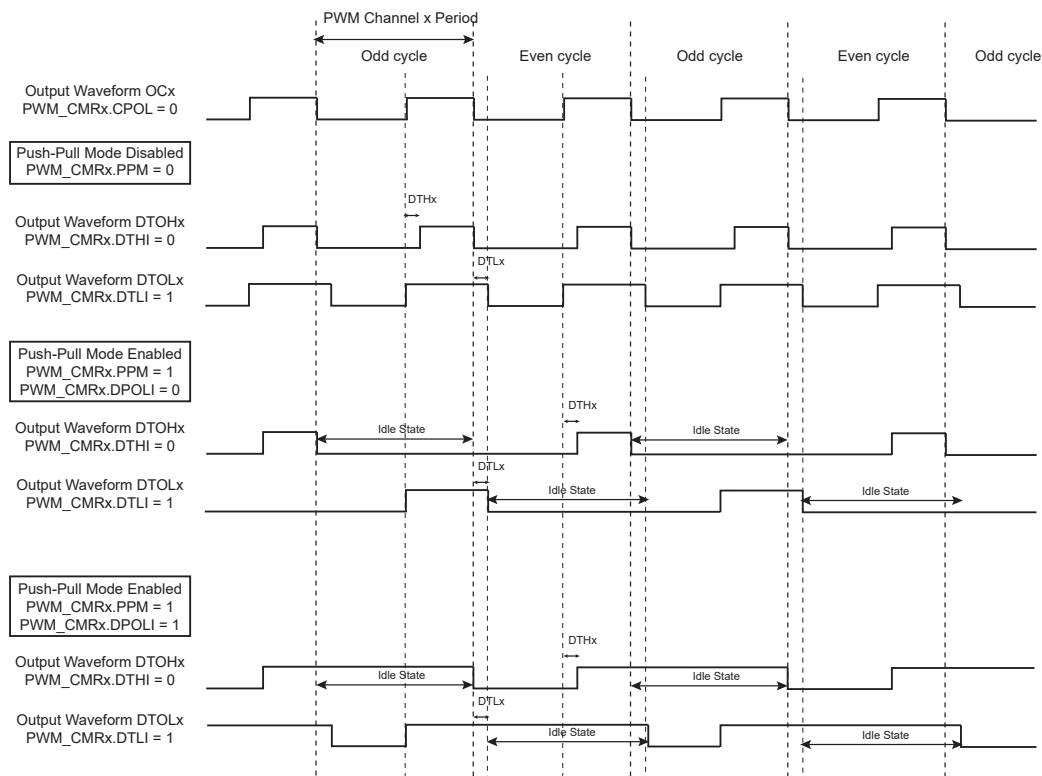 PWM Channel x Period
Odd cycle
Even cycle
Odd cycle
Even cycle
Odd cycle
Output Waveform OCx
PWM_CMRx.CPOL = 0
Push-Pull Mode Disabled
PWM_CMRx.PPM = 0
DTHx
Output Waveform DTOHx
PWM_CMRx.DTHI = 0
DTLx
Output Waveform DTOLx
PWM_CMRx.DTLI = 1
Push-Pull Mode Enabled
PWM_CMRx.PPM = 1
PWM_CMRx.DPOLI = 0
DTHx
Output Waveform DTOHx
PWM_CMRx.DTHI = 0
Idle State
Idle State
DTLx
Output Waveform DTOLx
PWM_CMRx.DTLI = 1
Idle State
Idle State
Push-Pull Mode Enabled
PWM_CMRx.PPM = 1
PWM_CMRx.DPOLI = 1
DTHx
Output Waveform DTOHx
PWM_CMRx.DTHI = 0
Idle State
Idle State
DTLx
Output Waveform DTOLx
PWM_CMRx.DTLI = 1
Idle State
Idle State